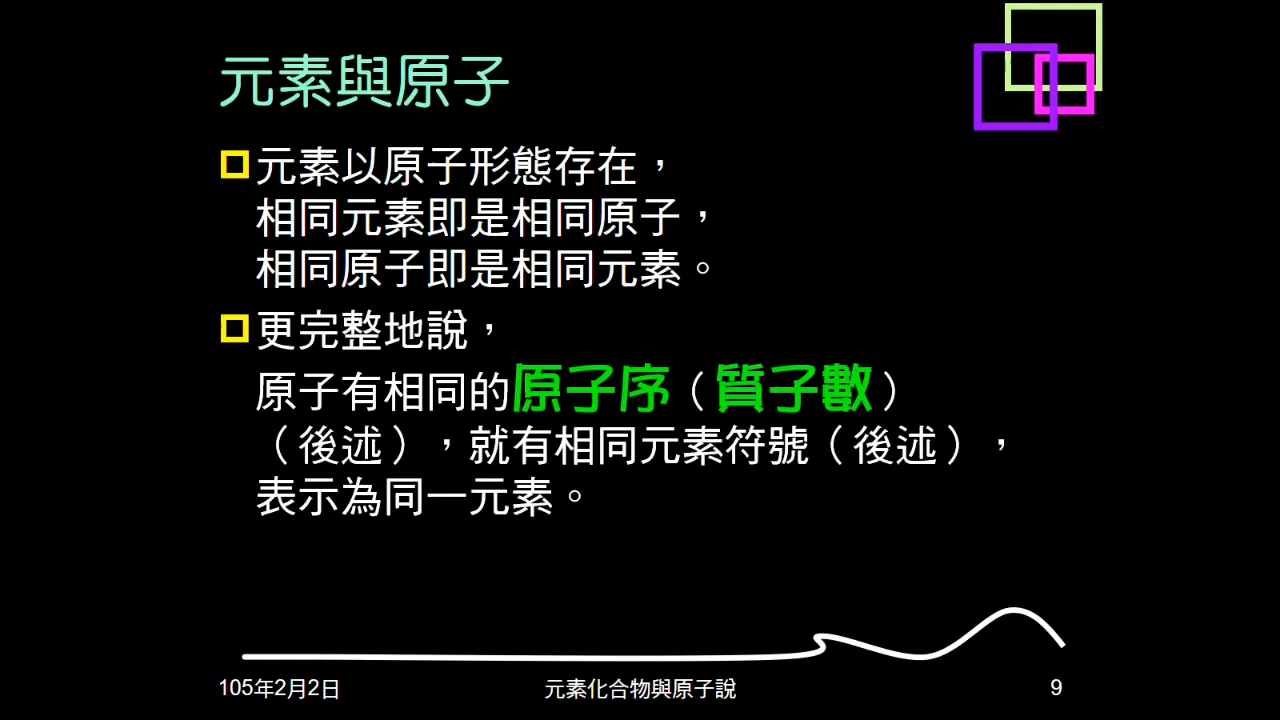 元素與原子
元素以原子形態存在，
相同元素即是相同原子，
相同原子即是相同元素。
更完整地說，
原子有相同的原子序（質子數）
（後述），就有相同元素符號（後述），
表示為同一元素。
105年2月2日
元素化合物與原子說
9